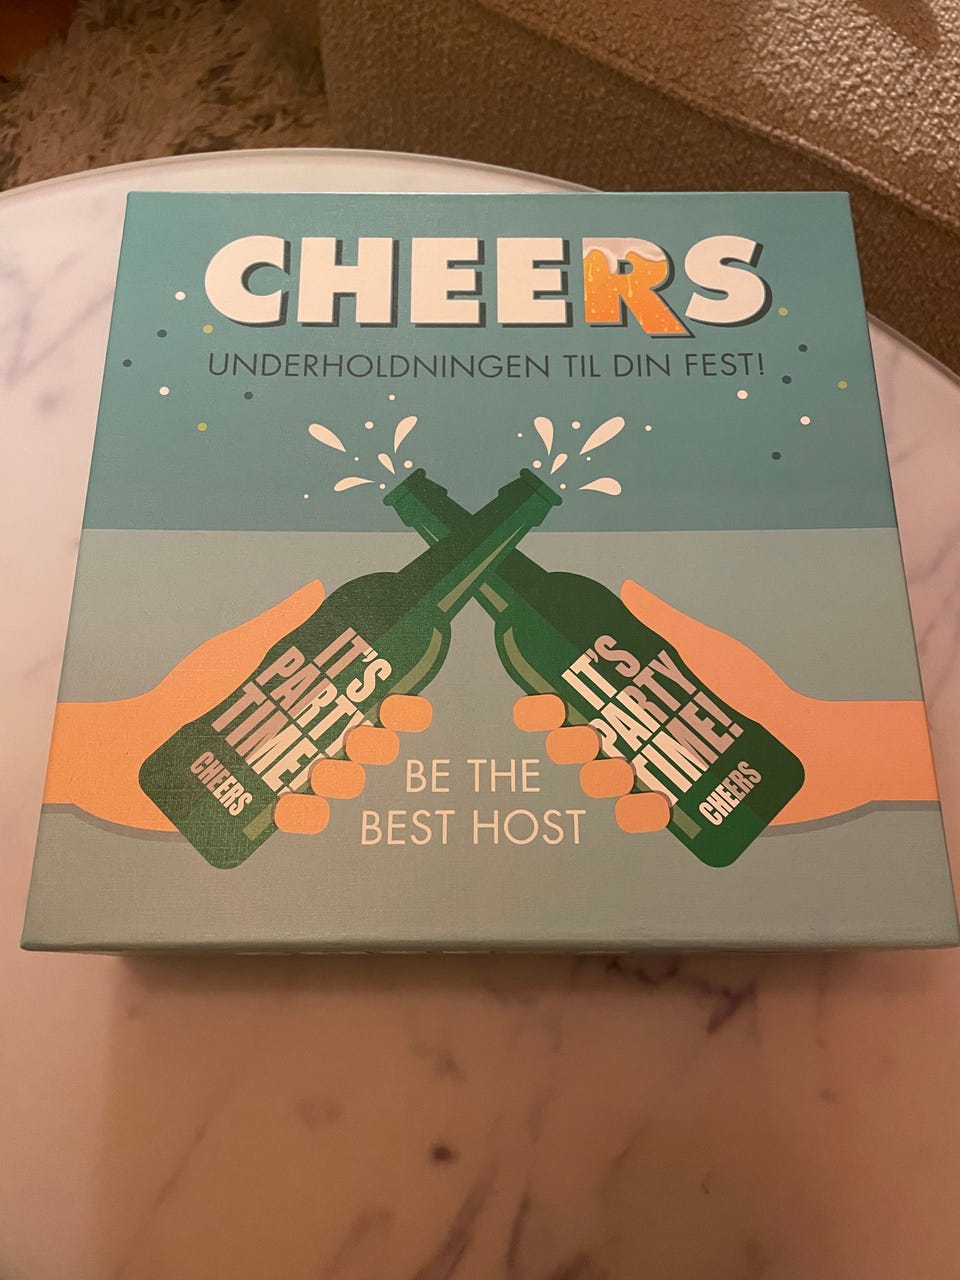 CHEERS
UNDERHOLDNINGEN TIL DIN FEST!
IT'S
PARTY
TIME!
CHEERS
IT'S
PARTY
TIME!
CHEERS
BE THE
BEST HOST